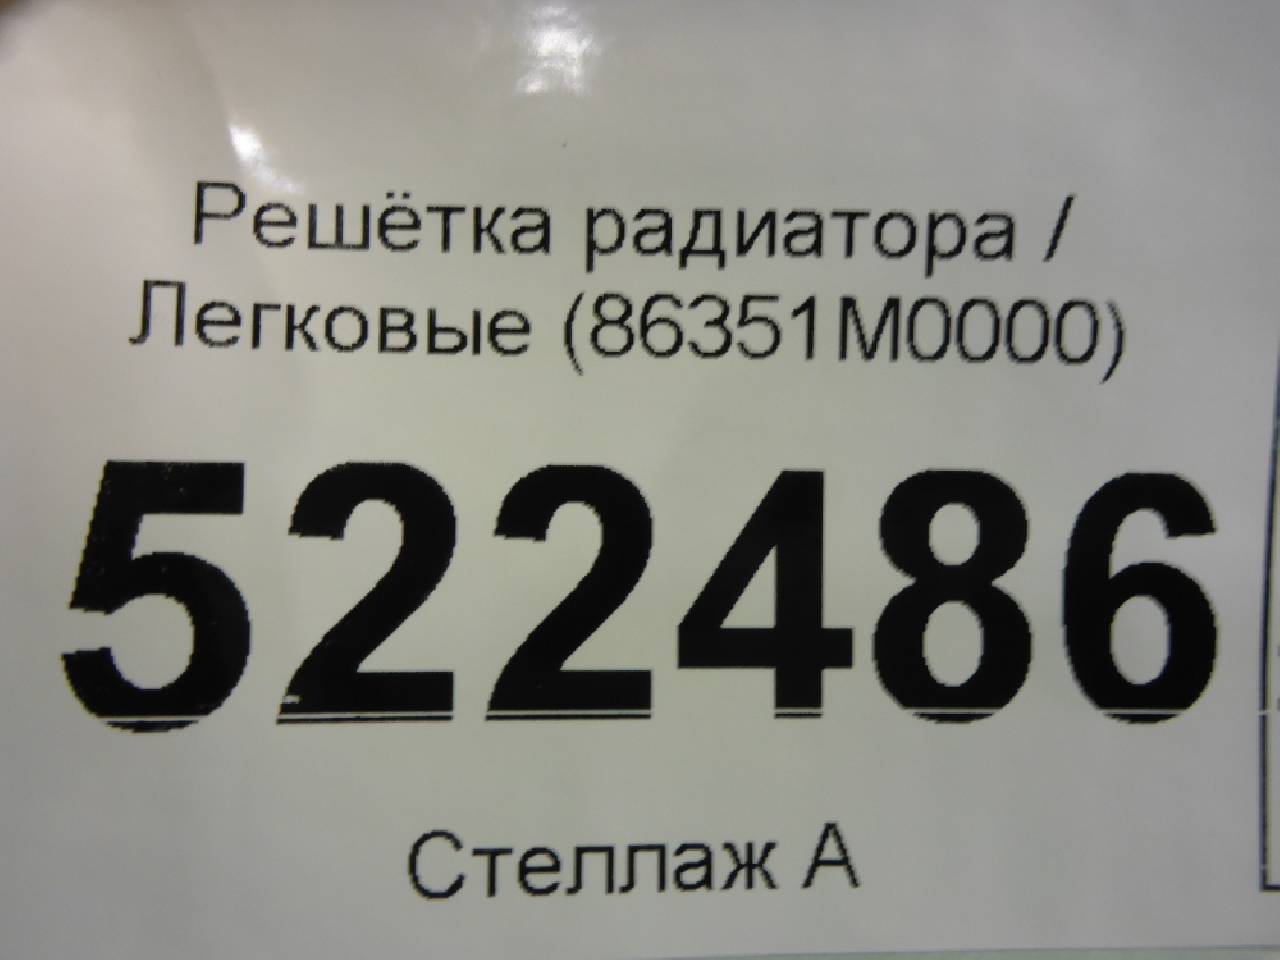 Решётка радиатора /
Легковые (86351M0000)
522486
Стеллаж А